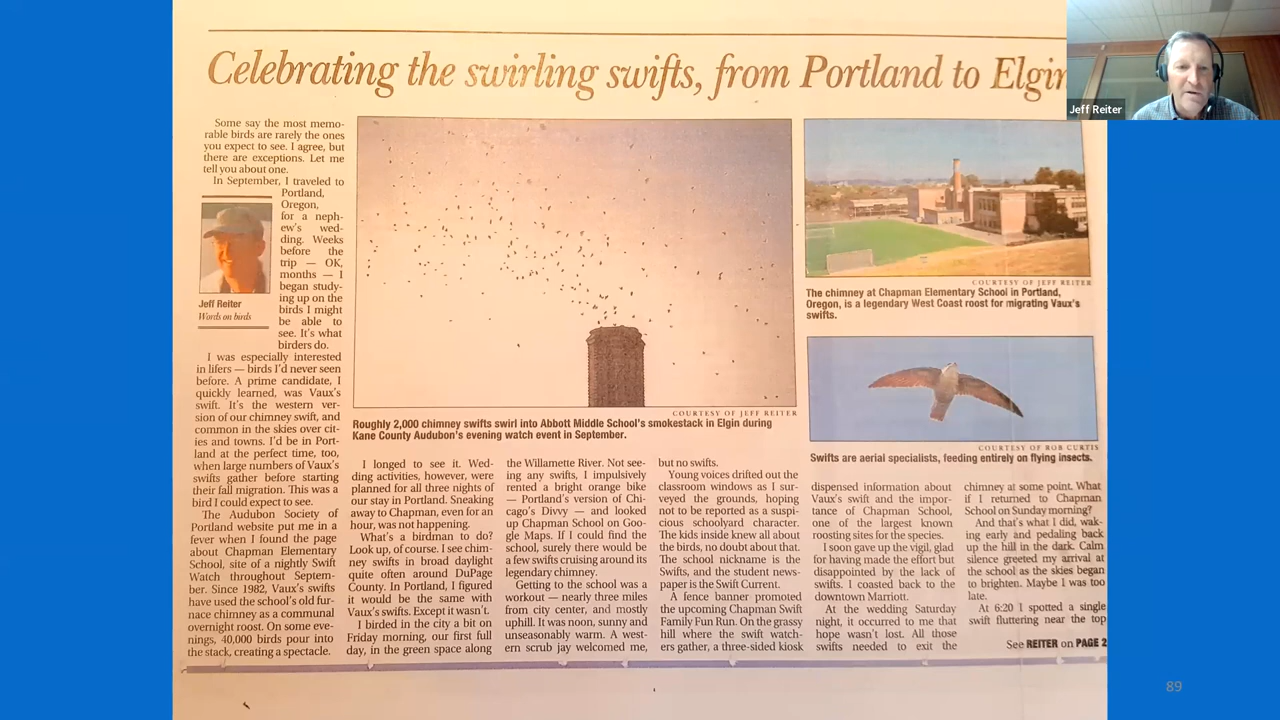 Celebrating the swirling swifts, from Portland to Elgin
Jeff Reiter
Some say the most memo-
rable birds are rarely the ones
you expect to see. I agree, but
there are exceptions. Let me
tell you about one.
In September, I traveled to
Portland,
Oregon,
for a neph-
ew's wed-
ding. Weeks
before the
trip — OK,
months — I
began study-
ing up on the
birds I might
be able to
see. It's what
birders do.
Jeff Reiter
Words on birds
I was especially interested
in lifers — birds I'd never seen
before. A prime candidate, I
quickly learned, was Vaux's
swift. It's the western ver-
sion of our chimney swift, and
common in the skies over cit-
ies and towns. I'd be in Port-
land at the perfect time, too,
when large numbers of Vaux's
swifts gather before starting
their fall migration. This was a
bird I could expect to see.
The Audubon Society of
Portland website put me in a
fever when I found the page
about Chapman Elementary
School, site of a nightly Swift
Watch throughout Septem-
ber. Since 1982, Vaux's swifts
have used the school's old fur-
nace chimney as a communal
overnight roost. On some eve-
nings, 40,000 birds pour into
the stack, creating a spectacle.
COURTESY OF JEFF REITER
Roughly 2,000 chimney swifts swirl into Abbott Middle School's smokestack in Elgin during
Kane County Audubon's evening watch event in September.
COURTESY OF JEFF REITER
The chimney at Chapman Elementary School in Portland,
Oregon, is a legendary West Coast roost for migrating Vaux's
swifts.
COURTESY OF ROB CURTIS
Swifts are aerial specialists, feeding entirely on flying insects.
I longed to see it. Wed-
ding activities, however, were
planned for all three nights of
our stay in Portland. Sneaking
away to Chapman, even for an
hour, was not happening.
What's a birdman to do?
Look up, of course. I see chim-
ney swifts in broad daylight
quite often around DuPage
County. In Portland, I figured
it would be the same with
Vaux's swifts. Except it wasn't.
I birded in the city a bit on
Friday morning, our first full
day, in the green space along
the Willamette River. Not see-
ing any swifts, I impulsively
rented a bright orange bike
— Portland's version of Chi-
cago's Divvy — and looked
up Chapman School on Goo-
gle Maps. If I could find the
school, surely there would be
a few swifts cruising around its
legendary chimney.
Getting to the school was a
workout — nearly three miles
from city center, and mostly
uphill. It was noon, sunny and
unseasonably warm. A west-
ern scrub jay welcomed me,
but no swifts.
Young voices drifted out the
classroom windows as I sur-
veyed the grounds, hoping
not to be reported as a suspi-
cious schoolyard character.
The kids inside knew all about
the birds, no doubt about that.
The school nickname is the
Swifts, and the student news-
paper is the Swift Current.
A fence banner promoted
the upcoming Chapman Swift
Family Fun Run. On the grassy
hill where the swift watch-
ers gather, a three-sided kiosk
dispensed information about
Vaux's swift and the impor-
tance of Chapman School,
one of the largest known
roosting sites for the species.
I soon gave up the vigil, glad
for having made the effort but
disappointed by the lack of
swifts. I coasted back to the
downtown Marriott.
At the wedding Saturday
night, it occurred to me that
hope wasn't lost. All those
swifts needed to exit the
chimney at some point. What
if I returned to Chapman
School on Sunday morning?
And that's what I did, wak-
ing early and pedaling back
up the hill in the dark. Calm
silence greeted my arrival at
the school as the skies began
to brighten. Maybe I was too
late.
At 6:20 I spotted a single
swift fluttering near the top
See REITER on PAGE 2
89